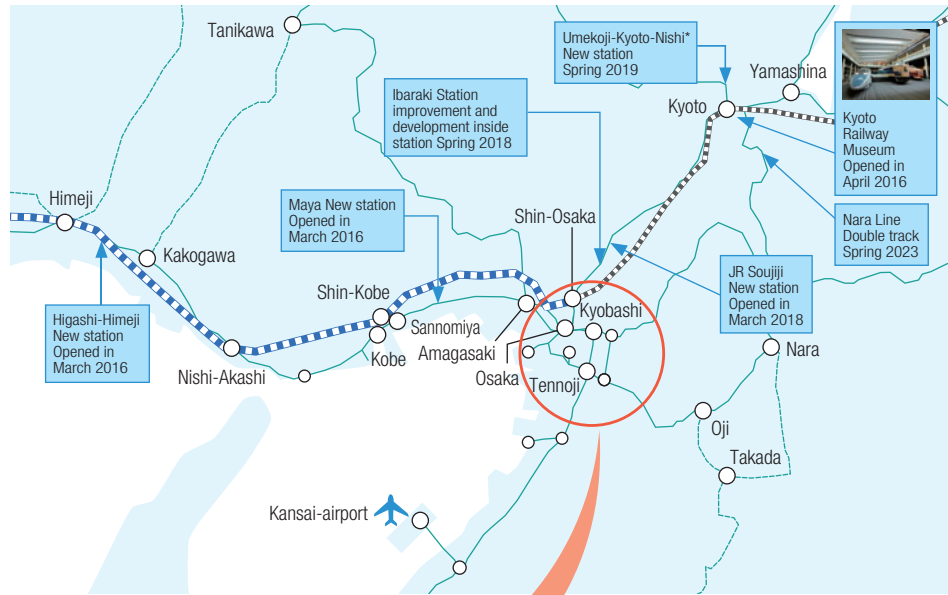 Tanikawa
Umekoji-Kyoto-Nishi*
New station
Spring 2019
Yamashina
Kyoto
Kyoto
Railway
Museum
Opened in
April 2016
Ibaraki Station
improvement and
development inside
station Spring 2018
Himeji
Maya New station
Opened in
March 2016
Shin-Osaka
Nara Line
Double track
Spring 2023
Kakogawa
JR Soujiji
New station
Opened in
March 2018
Shin-Kobe
Higashi-Himeji
New station
Opened in
March 2016
Sannomiya
Kyobashi
Kobe
Amagasaki
Nishi-Akashi
Osaka
Tennoji
Nara
Oji
Takada
Kansai-airport